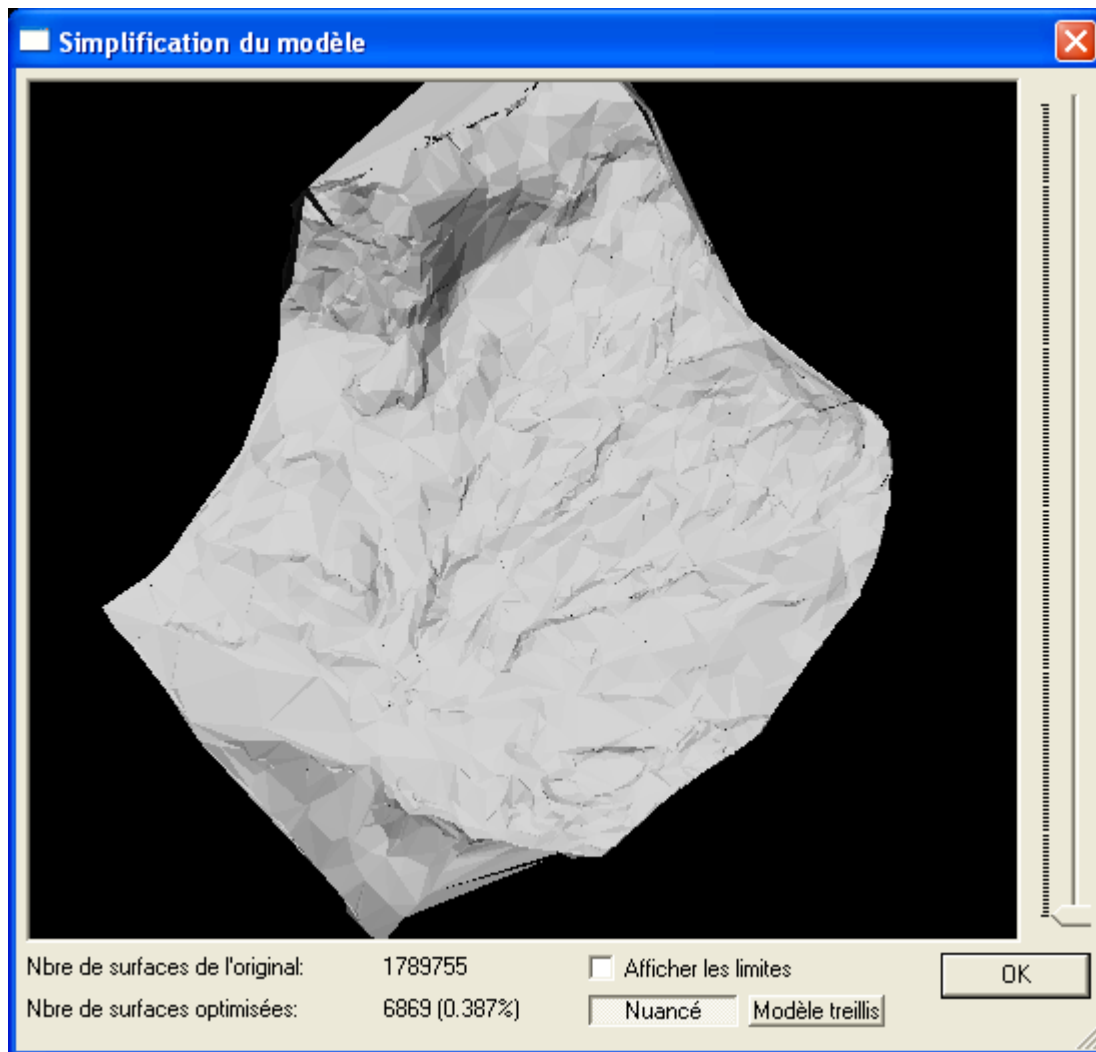 Simplification du modèle
Nbre de surfaces de l'original: 1789755
Afficher les limites
OK
Nbre de surfaces optimisées: 6869 (0.387%)
Nuancé
Modèle treillis